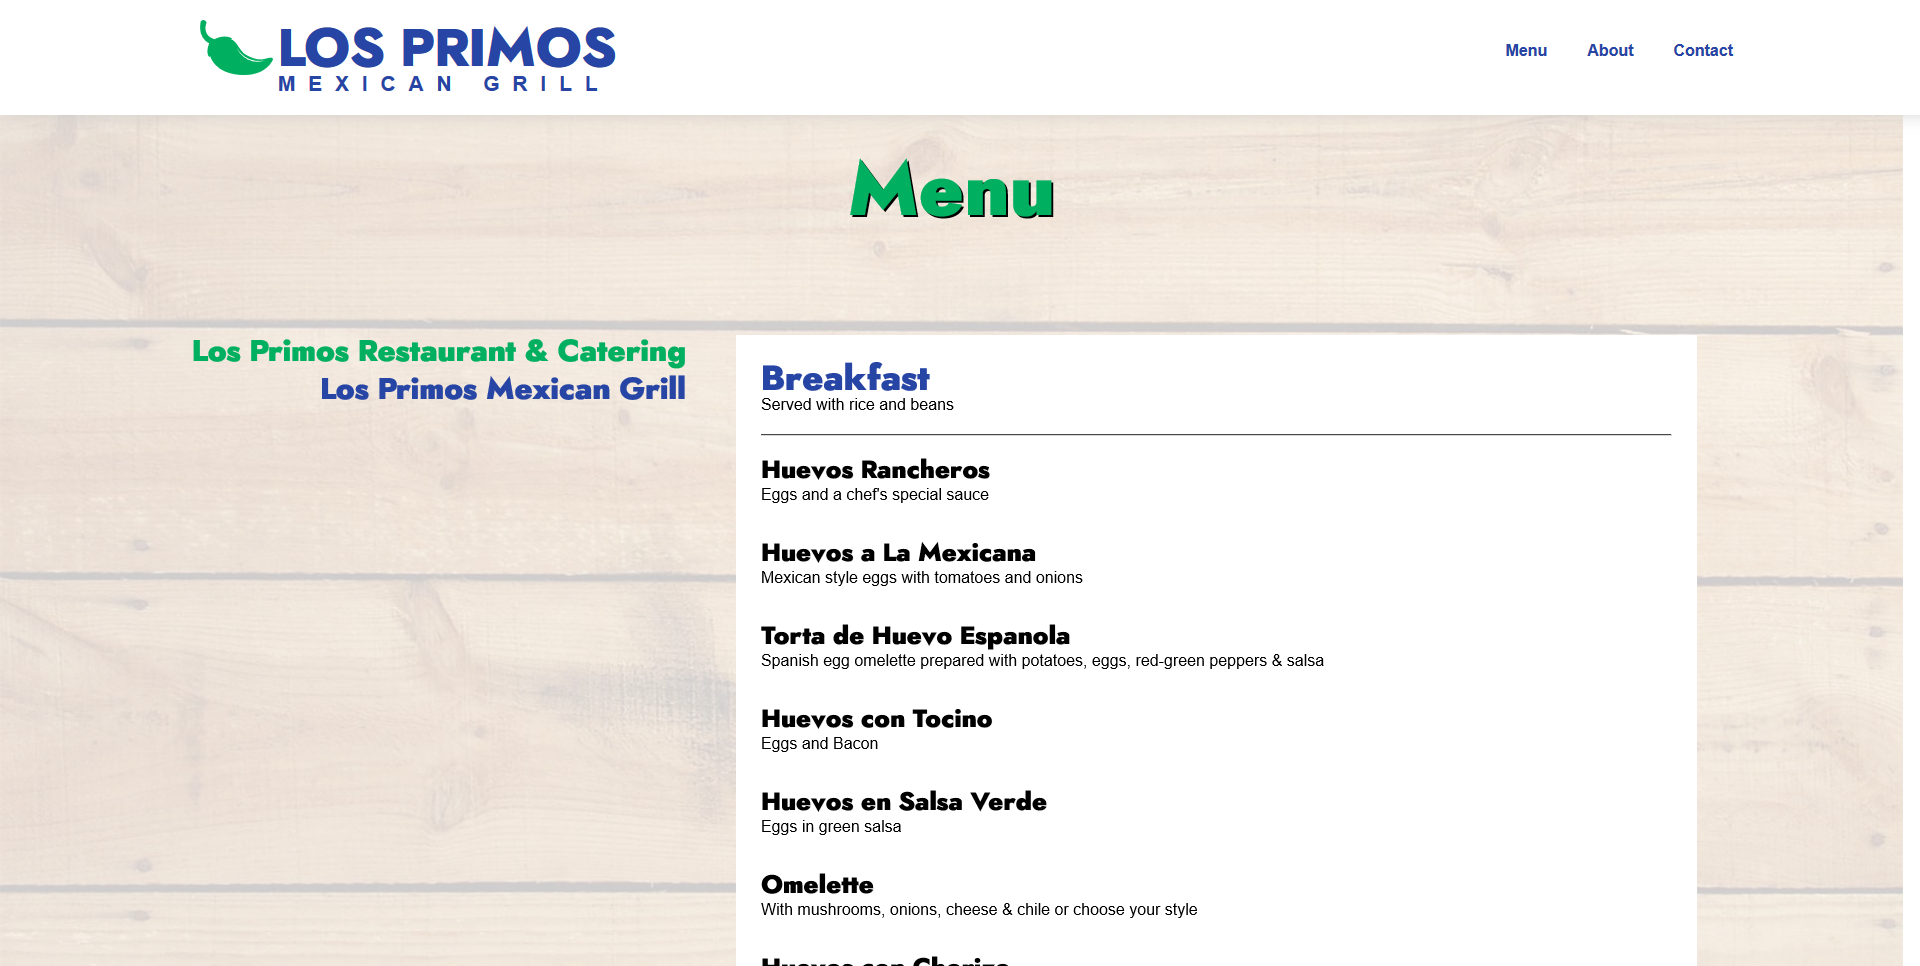 LOS PRIMOS
MEXICAN GRILL
Menu About Contact
Menu
Los Primos Restaurant & Catering
Los Primos Mexican Grill
Breakfast
Served with rice and beans
Huevos Rancheros
Eggs and a chef's special sauce
Huevos a La Mexicana
Mexican style eggs with tomatoes and onions
Torta de Huevo Espanola
Spanish egg omelette prepared with potatoes, eggs, red-green peppers & salsa
Huevos con Tocino
Eggs and Bacon
Huevos en Salsa Verde
Eggs in green salsa
Omelette
With mushrooms, onions, cheese & chile or choose your style
Huevos con Chorizo